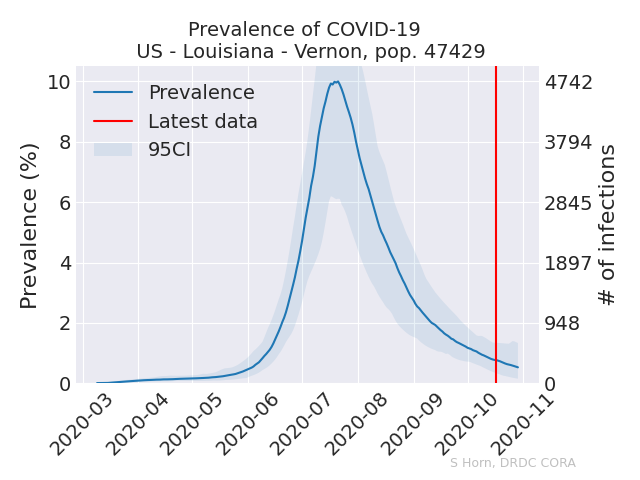 Prevalence of COVID-19
US - Louisiana - Vernon, pop. 47429
Prevalence
Latest data
95CI
Prevalence (%)
10
8
6
4
2
0
4742
3794
2845
1897
948
0
# of infections
2020-03
2020-04
2020-05
2020-06
2020-07
2020-08
2020-09
2020-10
2020-11
S Horn, DRDC CORA